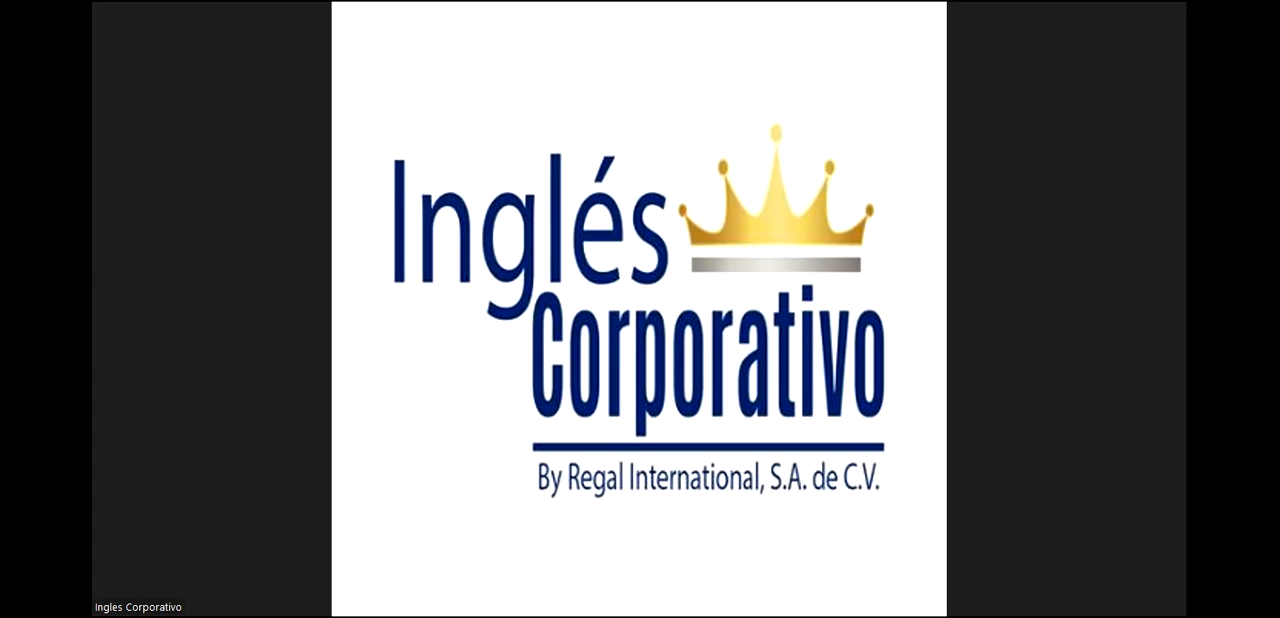 Inglés
Corporativo
By Regal International, S.A. de C.V.
Ingles Corporativo